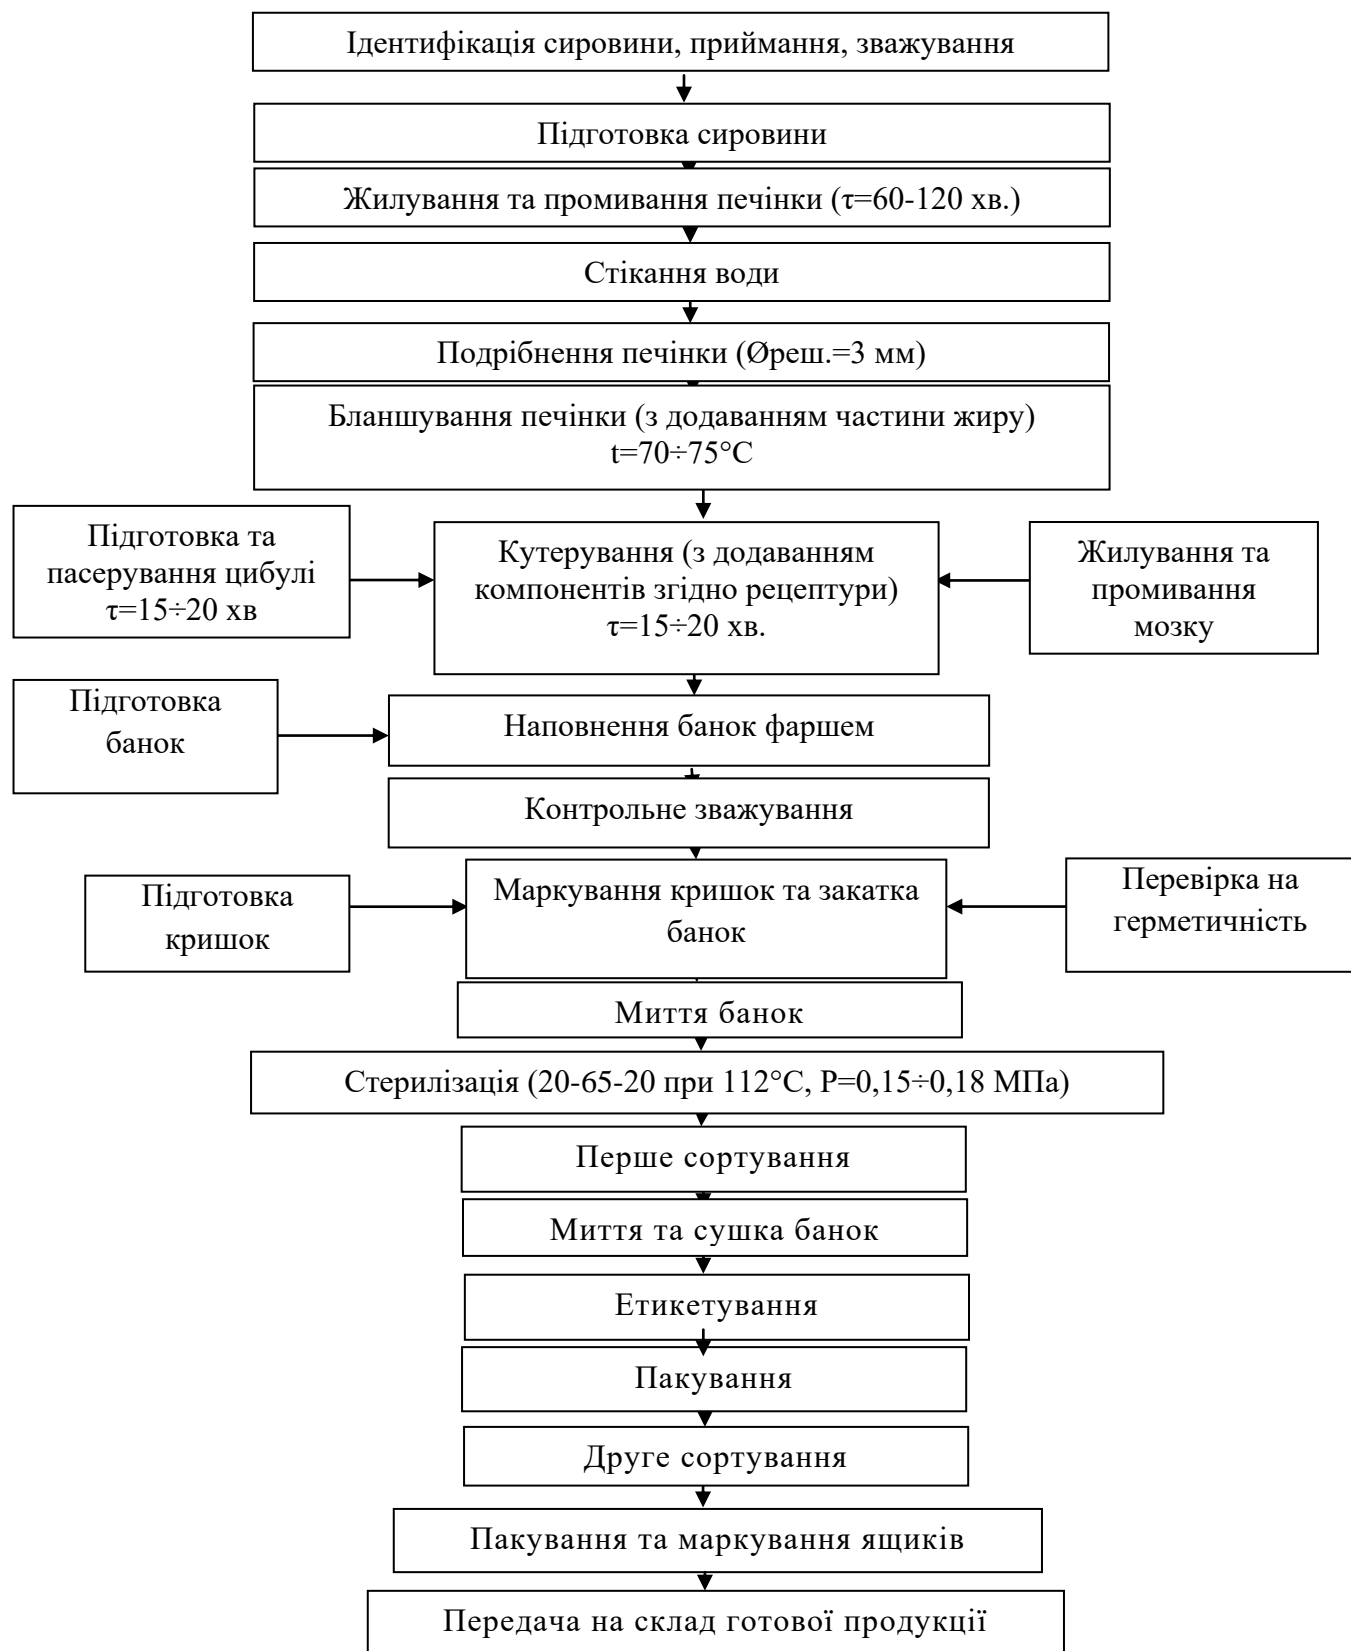 Ідентифікація сировини, приймання, зважування
Підготовка сировини
Жилування та промивання печінки (τ=60-120 хв.)
Стікання води
Подрібнення печінки (Øреш.=3 мм)
Бланшування печінки (з додаванням частини жиру)
t=70÷75°С
Підготовка та
пасерування цибулі
τ=15÷20 хв
Кутерування (з додаванням
компонентів згідно рецептури)
τ=15÷20 хв.
Жилування та
промивання
мозку
Підготовка
банок
Наповнення банок фаршем
Контрольне зважування
Підготовка
кришок
Маркування кришок та закатка
банок
Перевірка на
герметичність
Миття банок
Стерилізація (20-65-20 при 112°С, Р=0,15÷0,18 МПа)
Перше сортування
Миття та сушка банок
Етикетування
Пакування
Друге сортування
Пакування та маркування ящиків
Передача на склад готової продукції